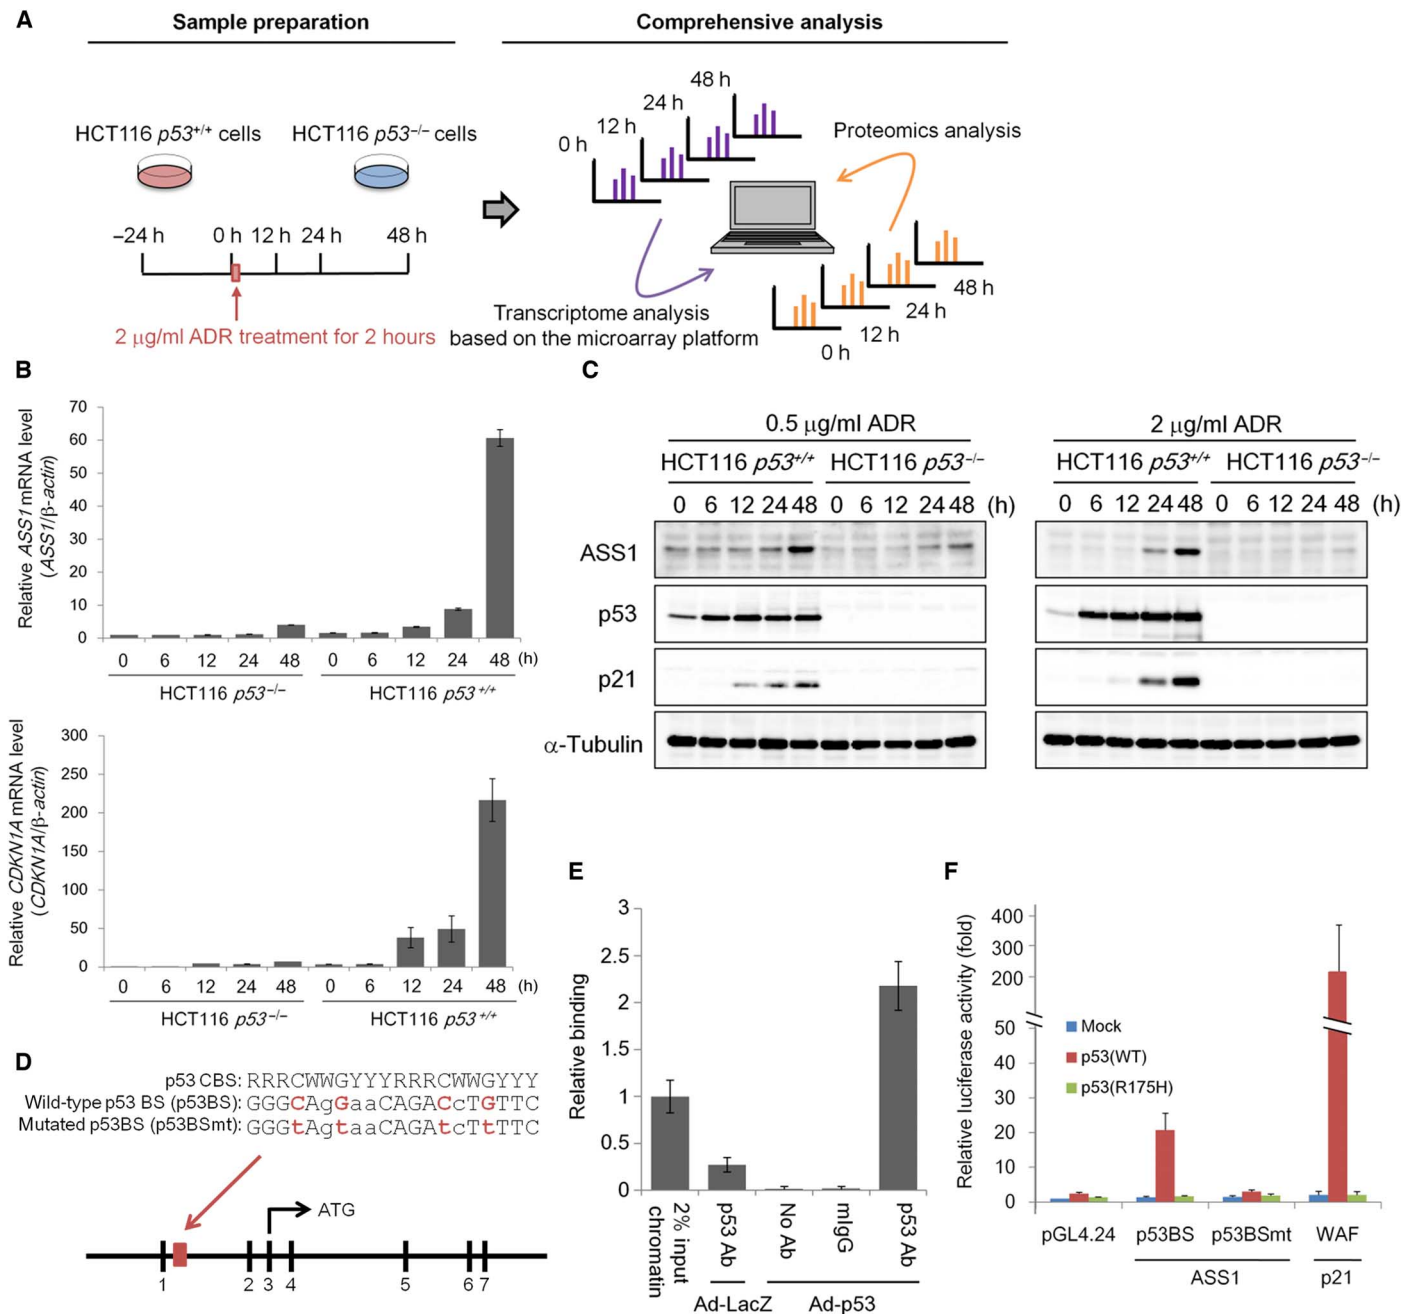 A
Sample preparation
Comprehensive analysis
HCT116 p53+/+ cells
HCT116 p53−/− cells
−24 h 0 h 12 h 24 h 48 h
2 μg/ml ADR treatment for 2 hours
0 h
12 h
24 h
48 h
Proteomics analysis
Transcriptome analysis
based on the microarray platform
0 h
12 h
24 h
48 h
B
Relative ASS1 mRNA level
(ASS1/β-actin)
70
60
50
40
30
20
10
0
0 6 12 24 48 0 6 12 24 48 (h)
HCT116 p53−/− HCT116 p53+/+
Relative CDKN1A mRNA level
(CDKN1A/β-actin)
300
250
200
150
100
50
0
0 6 12 24 48 0 6 12 24 48 (h)
HCT116 p53−/− HCT116 p53+/+
C
0.5 μg/ml ADR
HCT116 p53+/+ HCT116 p53−/−
0 6 12 24 48 0 6 12 24 48 (h)
2 μg/ml ADR
HCT116 p53+/+ HCT116 p53−/−
0 6 12 24 48 0 6 12 24 48 (h)
ASS1
p53
p21
α-Tubulin
D
p53 CBS: RRRCWWGYYYRRRCWWGYYY
Wild-type p53 BS (p53BS): GGGCAgGaaCAGACcTGTTC
Mutated p53BS (p53BSmt): GGGtAgtaaCAGAtcTtTTC
ATG
1 2 3 4 5 6 7
E
Relative binding
3
2
2.5
1
1.5
0.5
0
2% input
chromatin
p53 Ab
No Ab
mIgG
p53 Ab
Ad-LacZ
Ad-p53
F
Relative luciferase activity (fold)
400
300
200
50
40
30
20
10
0
Mock
p53(WT)
p53(R175H)
pGL4.24 p53BS p53BSmt WAF
ASS1 p21